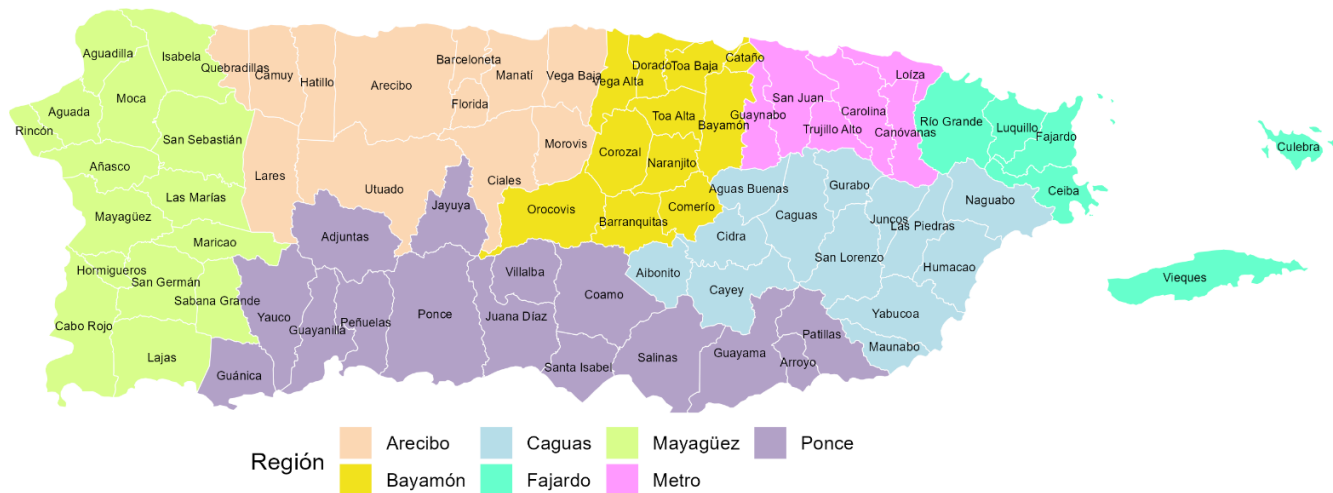 Aguadilla
Isabela
Quebradillas
Camuy
Hatillo
Arecibo
Barceloneta
Manatí
Vega Baja
Vega Alta
Dorado
Toa Baja
Cataño
Moca
Aguada
Rincón
San Sebastián
Añasco
Florida
Morovis
Toa Alta
Bayamón
Guaynabo
San Juan
Trujillo Alto
Carolina
Loíza
Canóvanas
Río Grande
Luquillo
Fajardo
Culebra
Ceiba
Lares
Utuado
Ciales
Corozal
Naranjito
Las Marías
Mayagüez
Maricao
Adjuntas
Jayuya
Orocovis
Barranquitas
Comerío
Aguas Buenas
Gurabo
Caguas
Juncos
Las Piedras
Naguabo
Cidra
San Lorenzo
Humacao
Hormigueros
San Germán
Sabana Grande
Villalba
Coamo
Aibonito
Cayey
Vieques
Cabo Rojo
Lajas
Yauco
Guayanilla
Peñuelas
Ponce
Juana Díaz
Guánica
Santa Isabel
Salinas
Guayama
Arroyo
Patillas
Yabucoa
Maunabo
Región
Arecibo
Caguas
Mayagüez
Ponce
Bayamón
Fajardo
Metro